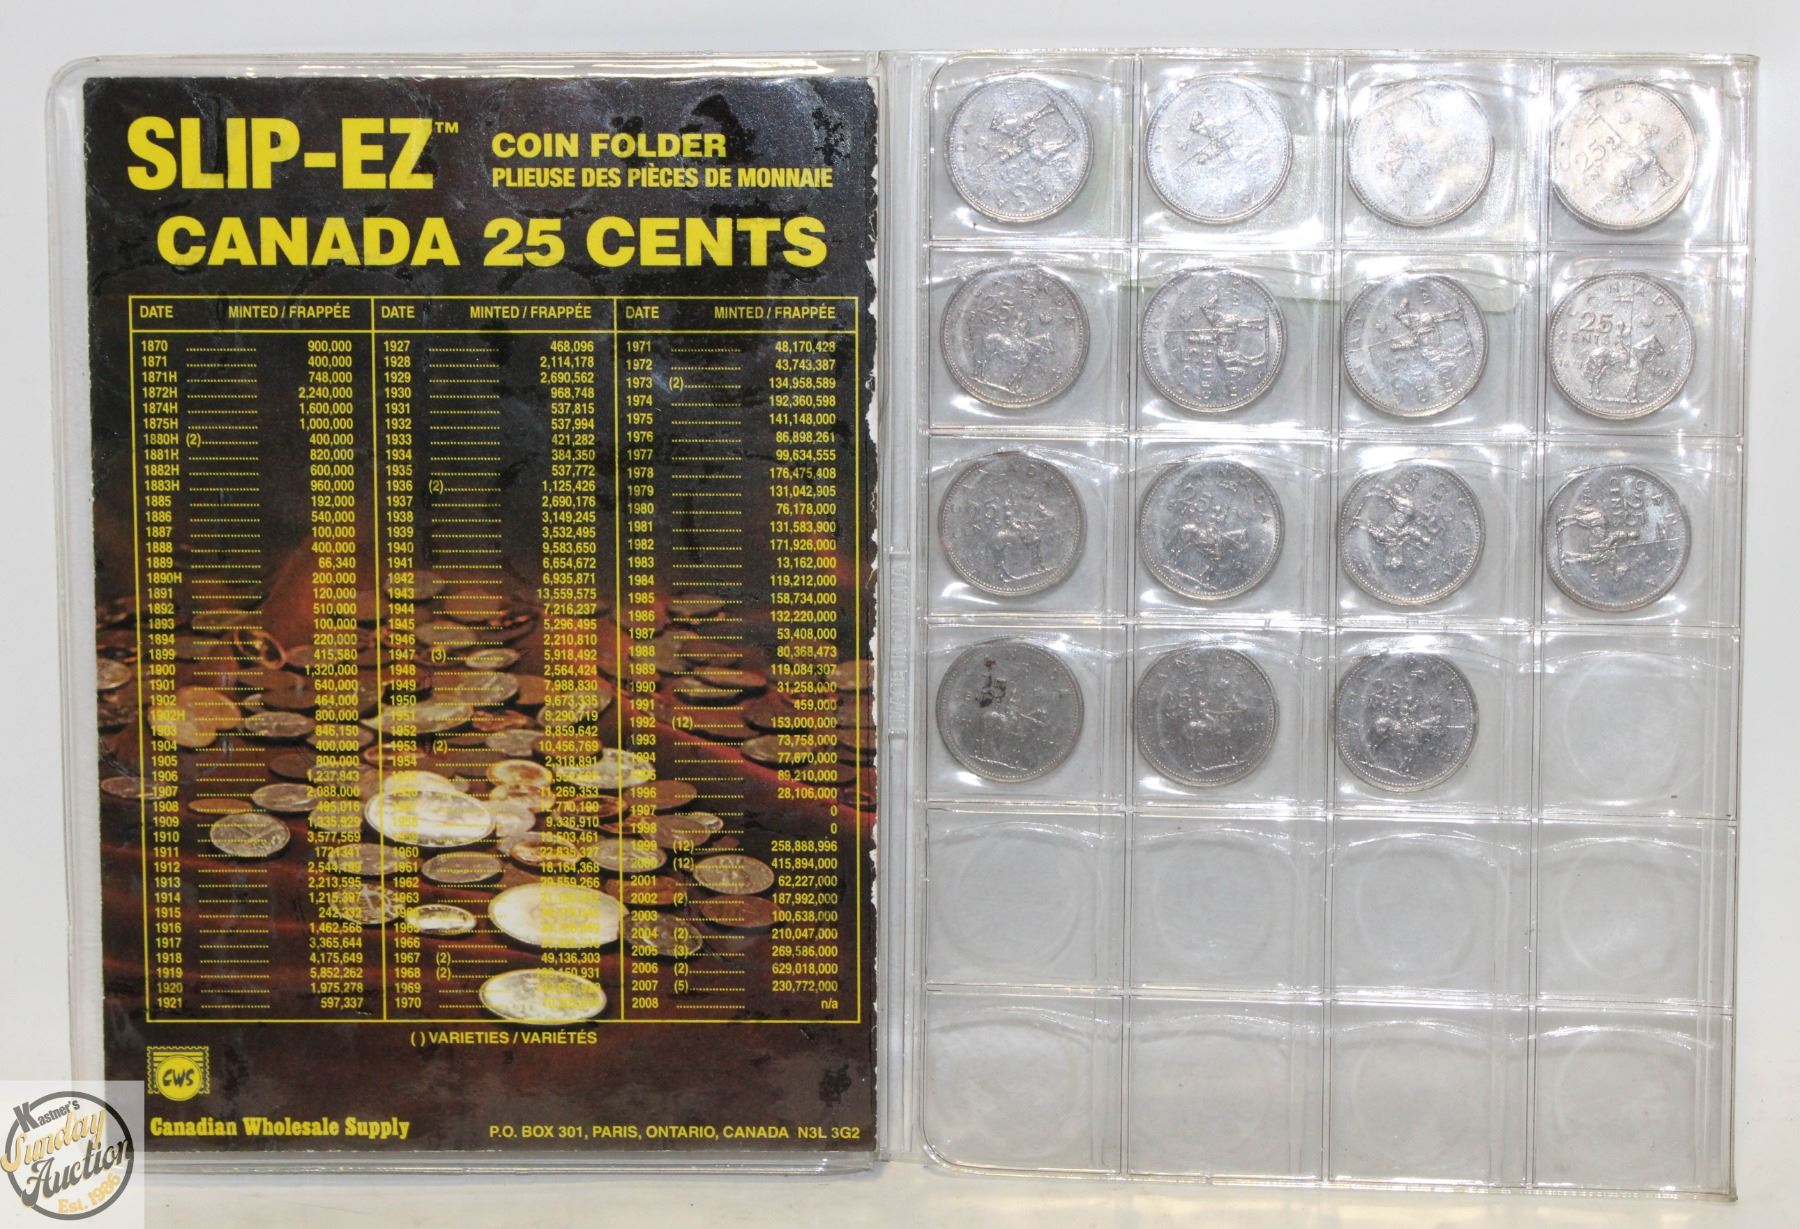 SLIP-EZ™
COIN FOLDER
PLIEUSE DES PIÈCES DE MONNAIE
CANADA 25 CENTS
DATE MINTED / FRAPPÉE
1870 900,000
1871 400,000
1871H 748,000
1872H 2,240,000
1874H 1,600,000
1875H 1,000,000
1880H (2) 400,000
1881H 820,000
1882H 600,000
1883H 960,000
1885 192,000
1886 540,000
1887 100,000
1888 400,000
1889 66,340
1890H 200,000
1891 120,000
1892 510,000
1893 100,000
1894 220,000
1899 415,580
1900 1,320,000
1901 640,000
1902 464,000
1902H 800,000
1903 846,150
1904 400,000
1905 800,000
1906 1,237,843
1907 2,088,000
1908 495,016
1909 1,335,929
1910 3,577,569
1911 1721341
1912 2,544,199
1913 2,213,595
1914 1,215,397
1915 242,332
1916 1,462,566
1917 3,365,644
1918 4,175,649
1919 5,852,262
1920 1,975,278
1921 597,337
DATE MINTED / FRAPPÉE
1927 468,096
1928 2,114,178
1929 2,690,562
1930 968,748
1931 537,815
1932 537,994
1933 421,282
1934 384,350
1935 537,772
1936 (2) 1,125,426
1937 2,690,176
1938 3,149,245
1939 3,532,495
1940 9,583,650
1941 6,654,672
1942 6,935,871
1943 13,559,575
1944 7,216,237
1945 5,296,495
1946 2,210,810
1947 (3) 5,918,492
1948 2,564,424
1949 7,988,830
1950 9,673,335
1951 8,290,719
1952 8,859,642
1953 (2) 10,456,769
1954 2,318,891
11,269,353
12,770,190
9,336,910
13,503,461
1960 22,835,327
1961 18,164,368
1962 29,559,266
1963
1966
1967 (2) 49,136,303
1968 (2)
1969
1970
DATE MINTED / FRAPPÉE
1971 48,170,428
1972 43,743,387
1973 (2) 134,958,589
1974 192,360,598
1975 141,148,000
1976 86,898,261
1977 99,634,555
1978 176,475,408
1979 131,042,905
1980 76,178,000
1981 131,583,900
1982 171,926,000
1983 13,162,000
1984 119,212,000
1985 158,734,000
1986 132,220,000
1987 53,408,000
1988 80,368,473
1989 119,084,307
1990 31,258,000
1991 459,000
1992 (12) 153,000,000
1993 73,758,000
1994 77,670,000
1995 89,210,000
1996 28,106,000
1997 0
1998 0
1999 (12) 258,888,996
2000 (12) 415,894,000
2001 62,227,000
2002 (2) 187,992,000
2003 100,638,000
2004 (2) 210,047,000
2005 (3) 269,586,000
2006 (2) 629,018,000
2007 (5) 230,772,000
2008 n/a
( ) VARIETIES / VARIÉTÉS
CWS
Canadian Wholesale Supply
P.O. BOX 301, PARIS, ONTARIO, CANADA N3L 3G2
CANADA
25
CENTS
Kastner's
Sunday
Auction
Est. 1986